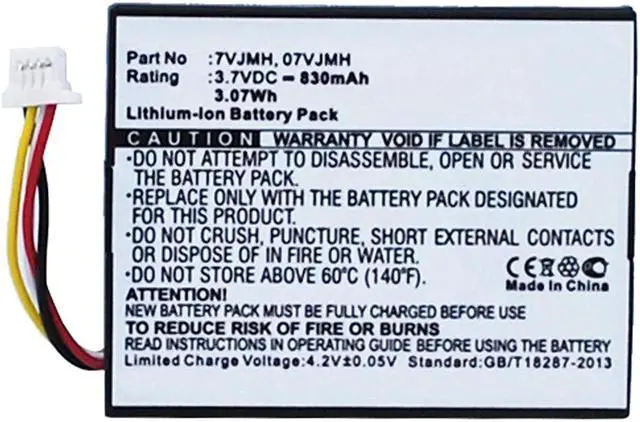 Part No :7VJMH, 07VJMH
Rating :3.7VDC⎓830mAh
3.07Wh
Lithium-Ion Battery Pack
CAUTION WARRANTY VOID IF LABEL IS REMOVED
•DO NOT ATTEMPT TO DISASSEMBLE, OPEN OR SERVICE
THE BATTERY PACK.
•REPLACE ONLY WITH THE BATTERY PACK DESIGNATED
FOR THIS PRODUCT.
•DO NOT CRUSH, PUNCTURE, SHORT EXTERNAL CONTACTS
OR DISPOSE OF IN FIRE OR WATER.
•DO NOT STORE ABOVE 60°C (140°F).
CE
Made In China
ATTENTION!
NEW BATTERY PACK MUST BE FULLY CHARGED BEFORE USE
TO REDUCE RISK OF FIRE OR BURNS
READ INSTRUCTIONS IN OPERATING BATTERY PACK BEFORE USE
Limited Charge Voltage:4.2V±0.05V Standard:GB/T18287-2013